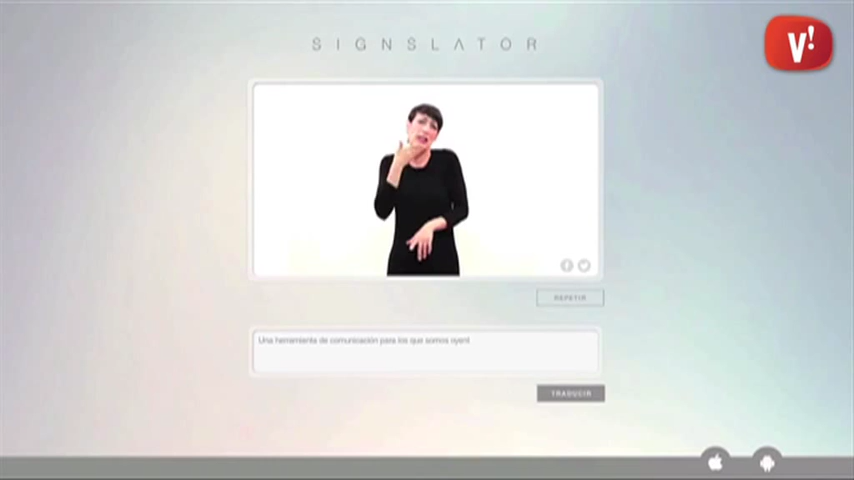 SIGNSLATOR
V!
REPETIR
Una herramienta de comunicación para los que somos oyent
TRADUCIR